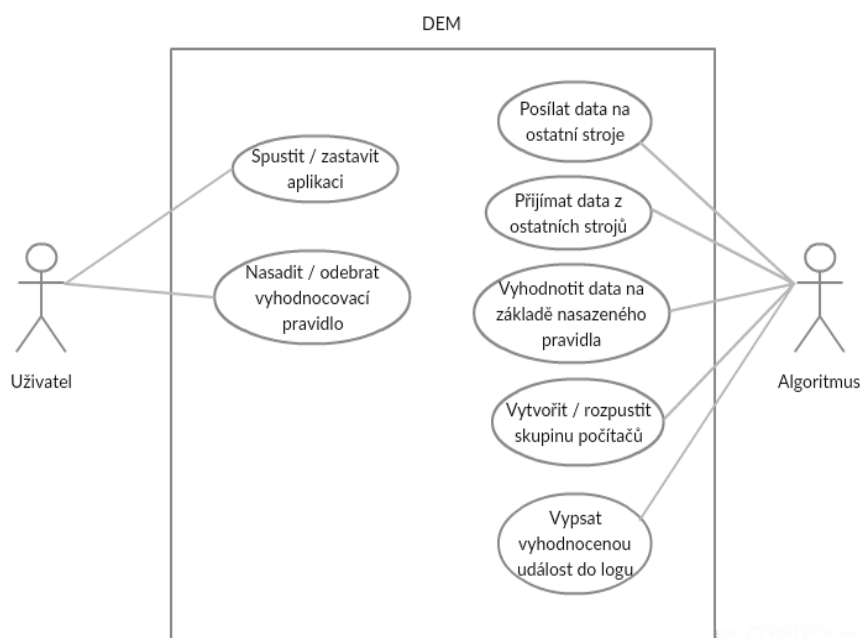 DEM
Spustit / zastavit
aplikaci
Nasadit / odebrat
vyhodnocovací
pravidlo
Uživatel
Posílat data na
ostatní stroje
Přijímat data z
ostatních strojů
Vyhodnotit data na
základě nasazeného
pravidla
Vytvořit / rozpustit
skupinu počítačů
Vypsat
vyhodnocenou
událost do logu
Algoritmus